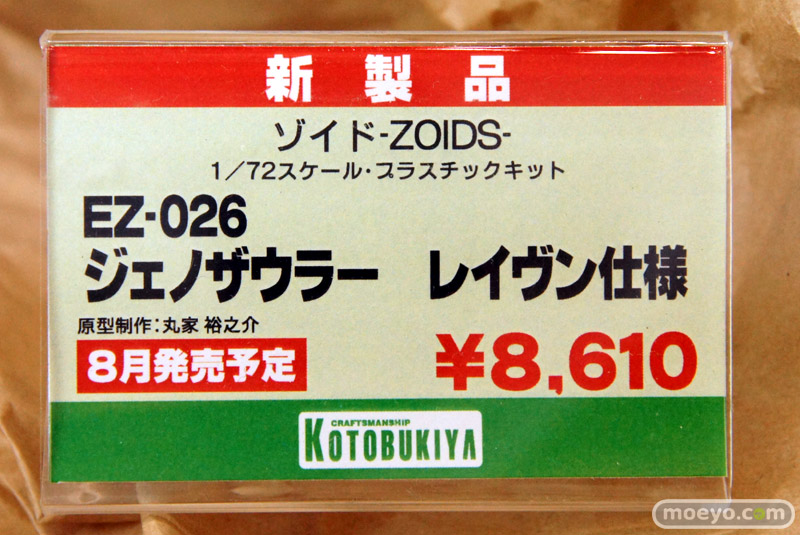 新製品
ゾイド-ZOIDS-
1／72スケール・プラスチックキット
EZ-026
ジェノザウラー　レイヴン仕様
原型制作：丸家 裕之介
8月発売予定
¥8,610
CRAFTSMANSHIP
KOTOBUKIYA
moeyo.com